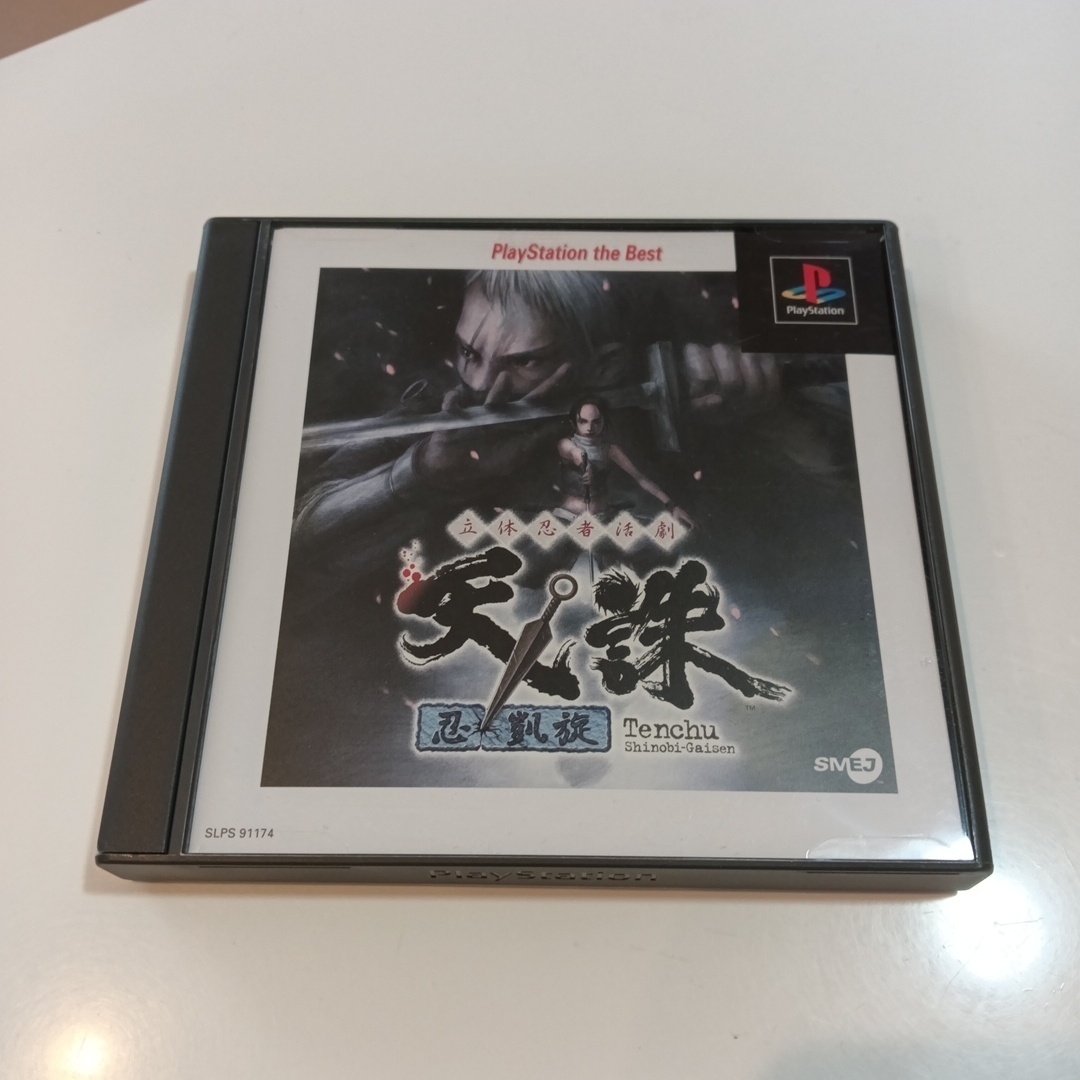 PlayStation the Best
PlayStation
立体忍者活劇
天誅
忍凱旋
Tenchu
Shinobi-Gaisen
TM
SMEJ
SLPS 91174
PlayStation